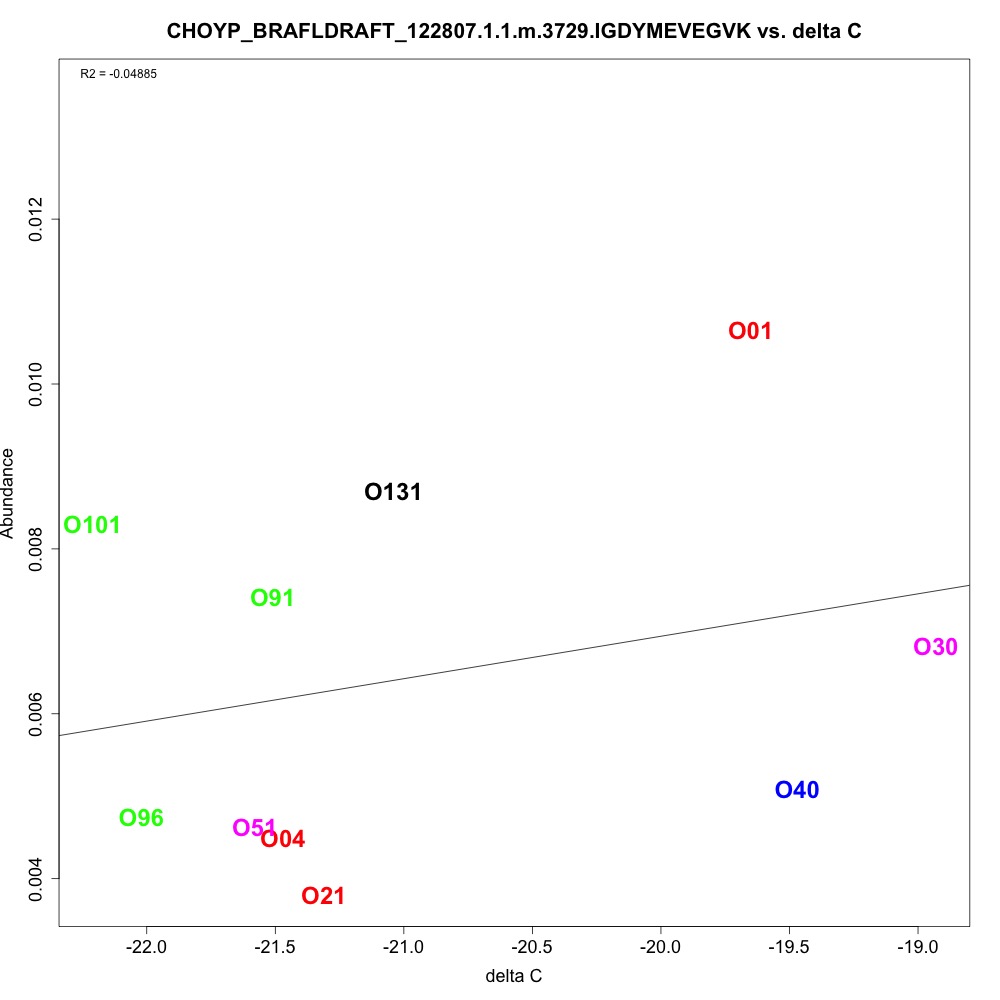 CHOYP_BRAFLDRAFT_122807.1.1.m.3729.IGDYMEVEGVK vs. delta C
R2 = -0.04885
0.012
O01
0.010
Abundance
O131
O101
0.008
O91
O30
0.006
O40
O96
O51
O04
0.004
O21
-22.0 -21.5 -21.0 -20.5 -20.0 -19.5 -19.0
delta C